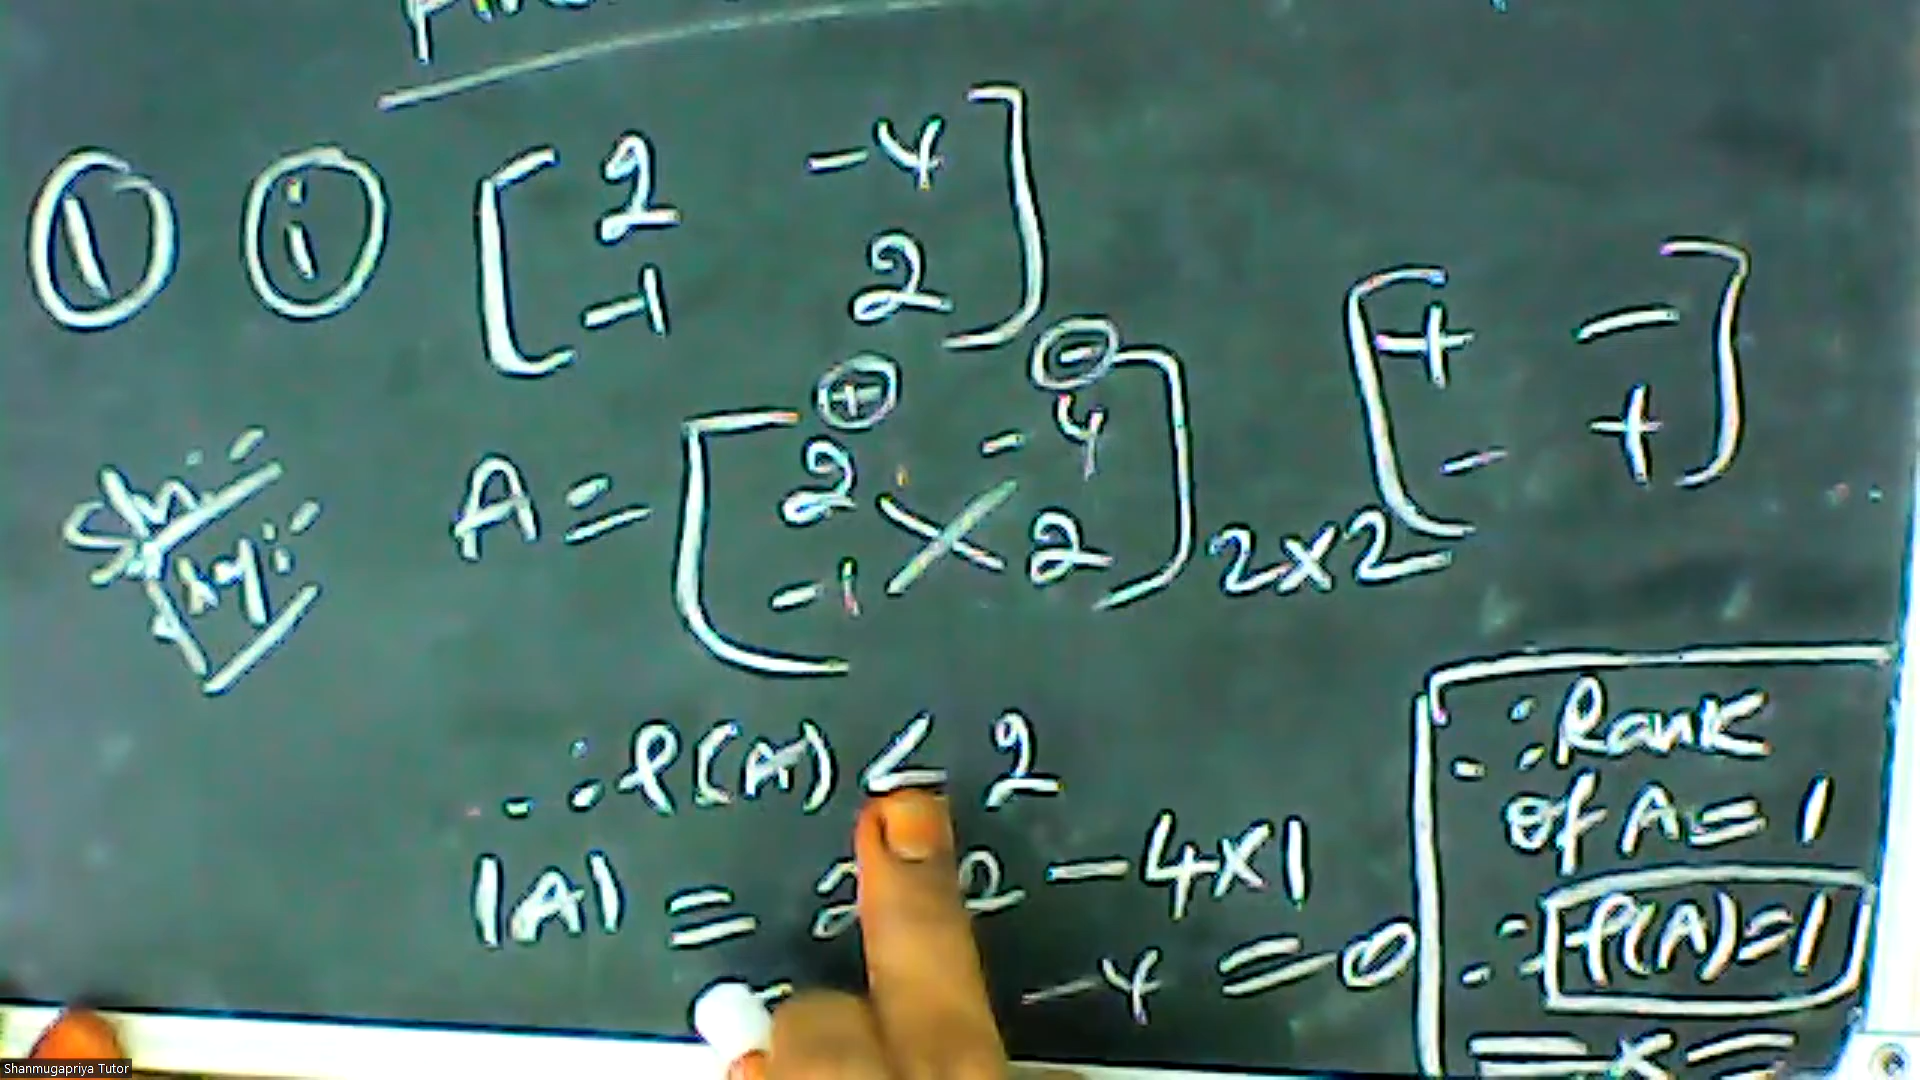 ① ⓘ [ 2 -4
-1 2 ]
[ + -
- + ]
⊕ ⊖
A = [ 2 -4
-1 2 ] 2×2
∴ ρ(A) < 2
|A| = 2 2 - 4×1
- 4 = 0
∴ Rank
of A = 1
∴ ρ(A) = 1
= x =
Shanmugapriya Tutor